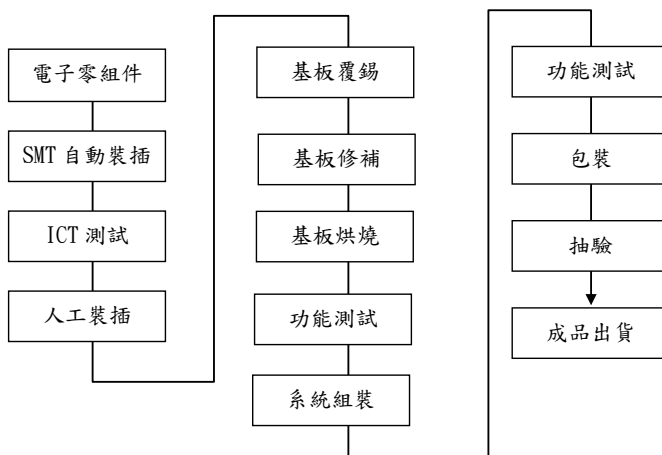 電子零組件
SMT 自動裝插
ICT 測試
人工裝插
基板覆錫
基板修補
基板烘燒
功能測試
系統組裝
功能測試
包裝
抽驗
成品出貨